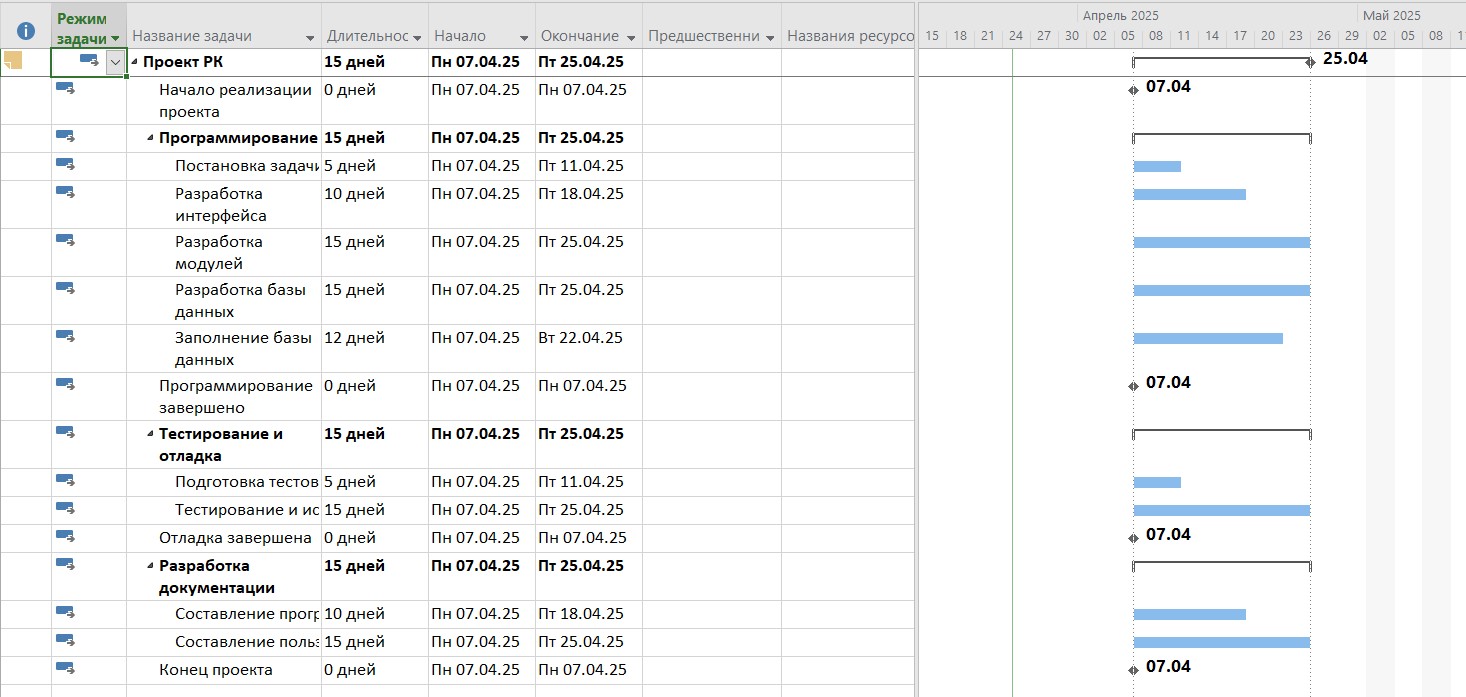 Режим задачи Название задачи Длительнос Начало Окончание Предшественни Названия ресурсо
Апрель 2025 Май 2025
15 18 21 24 27 30 02 05 08 11 14 17 20 23 26 29 02 05 08 11
Проект РК 15 дней Пн 07.04.25 Пт 25.04.25 25.04
Начало реализации 0 дней Пн 07.04.25 Пн 07.04.25 07.04
проекта
Программирование 15 дней Пн 07.04.25 Пт 25.04.25
Постановка задачи 5 дней Пн 07.04.25 Пт 11.04.25
Разработка 10 дней Пн 07.04.25 Пт 18.04.25
интерфейса
Разработка 15 дней Пн 07.04.25 Пт 25.04.25
модулей
Разработка базы 15 дней Пн 07.04.25 Пт 25.04.25
данных
Заполнение базы 12 дней Пн 07.04.25 Вт 22.04.25
данных
Программирование 0 дней Пн 07.04.25 Пн 07.04.25 07.04
завершено
Тестирование и 15 дней Пн 07.04.25 Пт 25.04.25
отладка
Подготовка тестов 5 дней Пн 07.04.25 Пт 11.04.25
Тестирование и ис 15 дней Пн 07.04.25 Пт 25.04.25
Отладка завершена 0 дней Пн 07.04.25 Пн 07.04.25 07.04
Разработка 15 дней Пн 07.04.25 Пт 25.04.25
документации
Составление прогр 10 дней Пн 07.04.25 Пт 18.04.25
Составление польз 15 дней Пн 07.04.25 Пт 25.04.25
Конец проекта 0 дней Пн 07.04.25 Пн 07.04.25 07.04